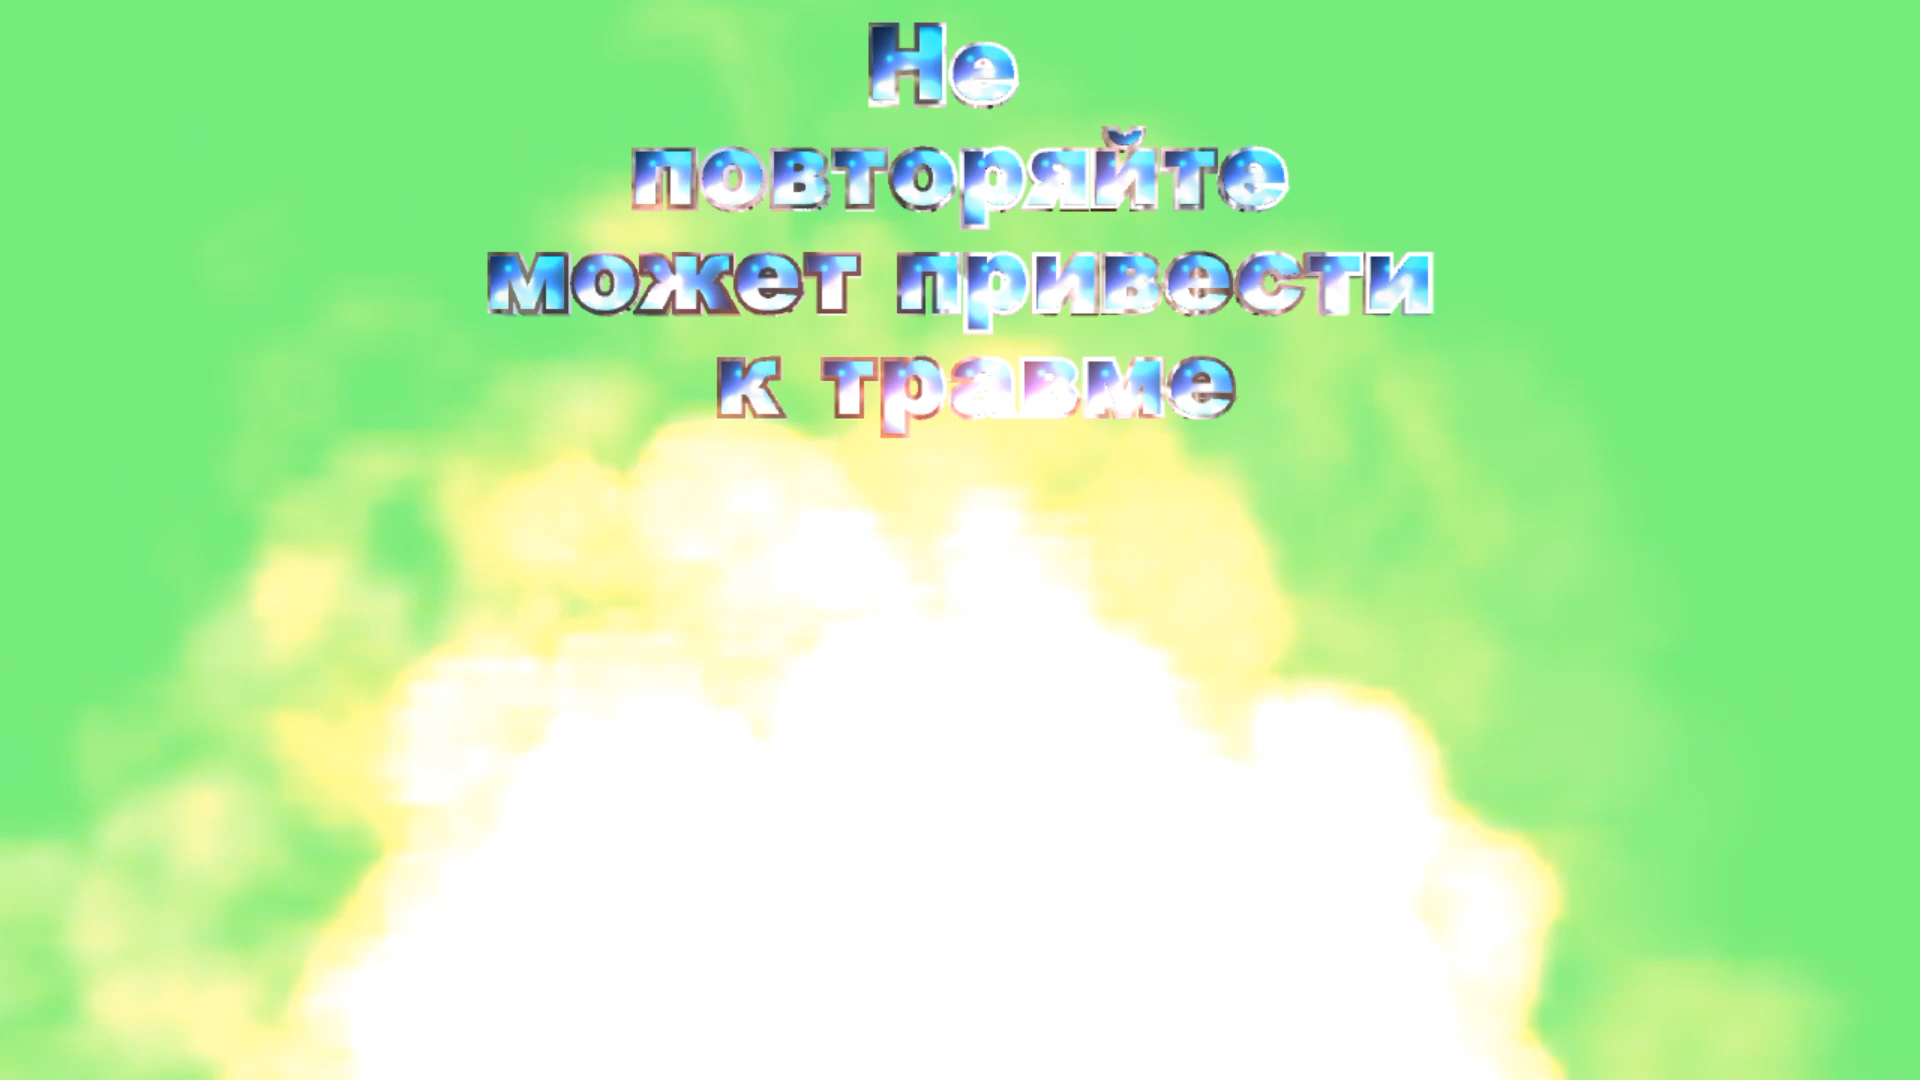 Не
повторяйте
может привести
к травме